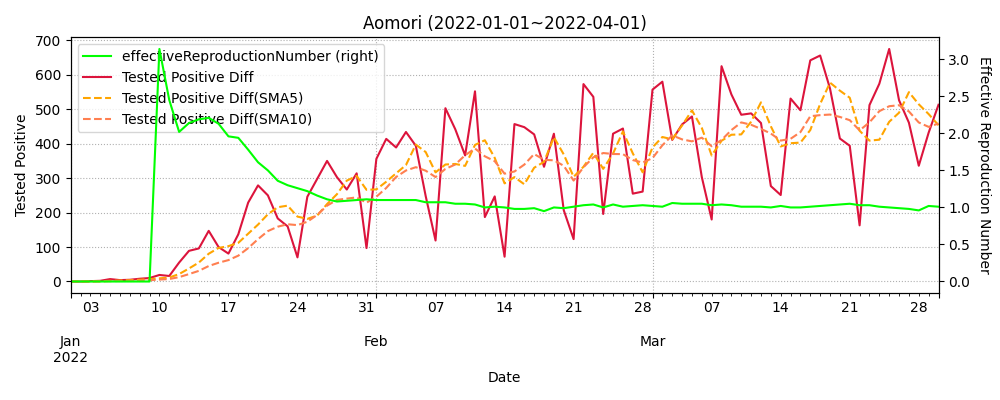 Aomori (2022-01-01~2022-04-01)
effectiveReproductionNumber (right)
Tested Positive Diff
Tested Positive Diff(SMA5)
Tested Positive Diff(SMA10)
Tested Positive
700
600
500
400
300
200
100
0
Effective Reproduction Number
3.0
2.5
2.0
1.5
1.0
0.5
0.0
03 10 17 24 31 07 14 21 28 07 14 21 28
Jan Feb Mar
2022
Date